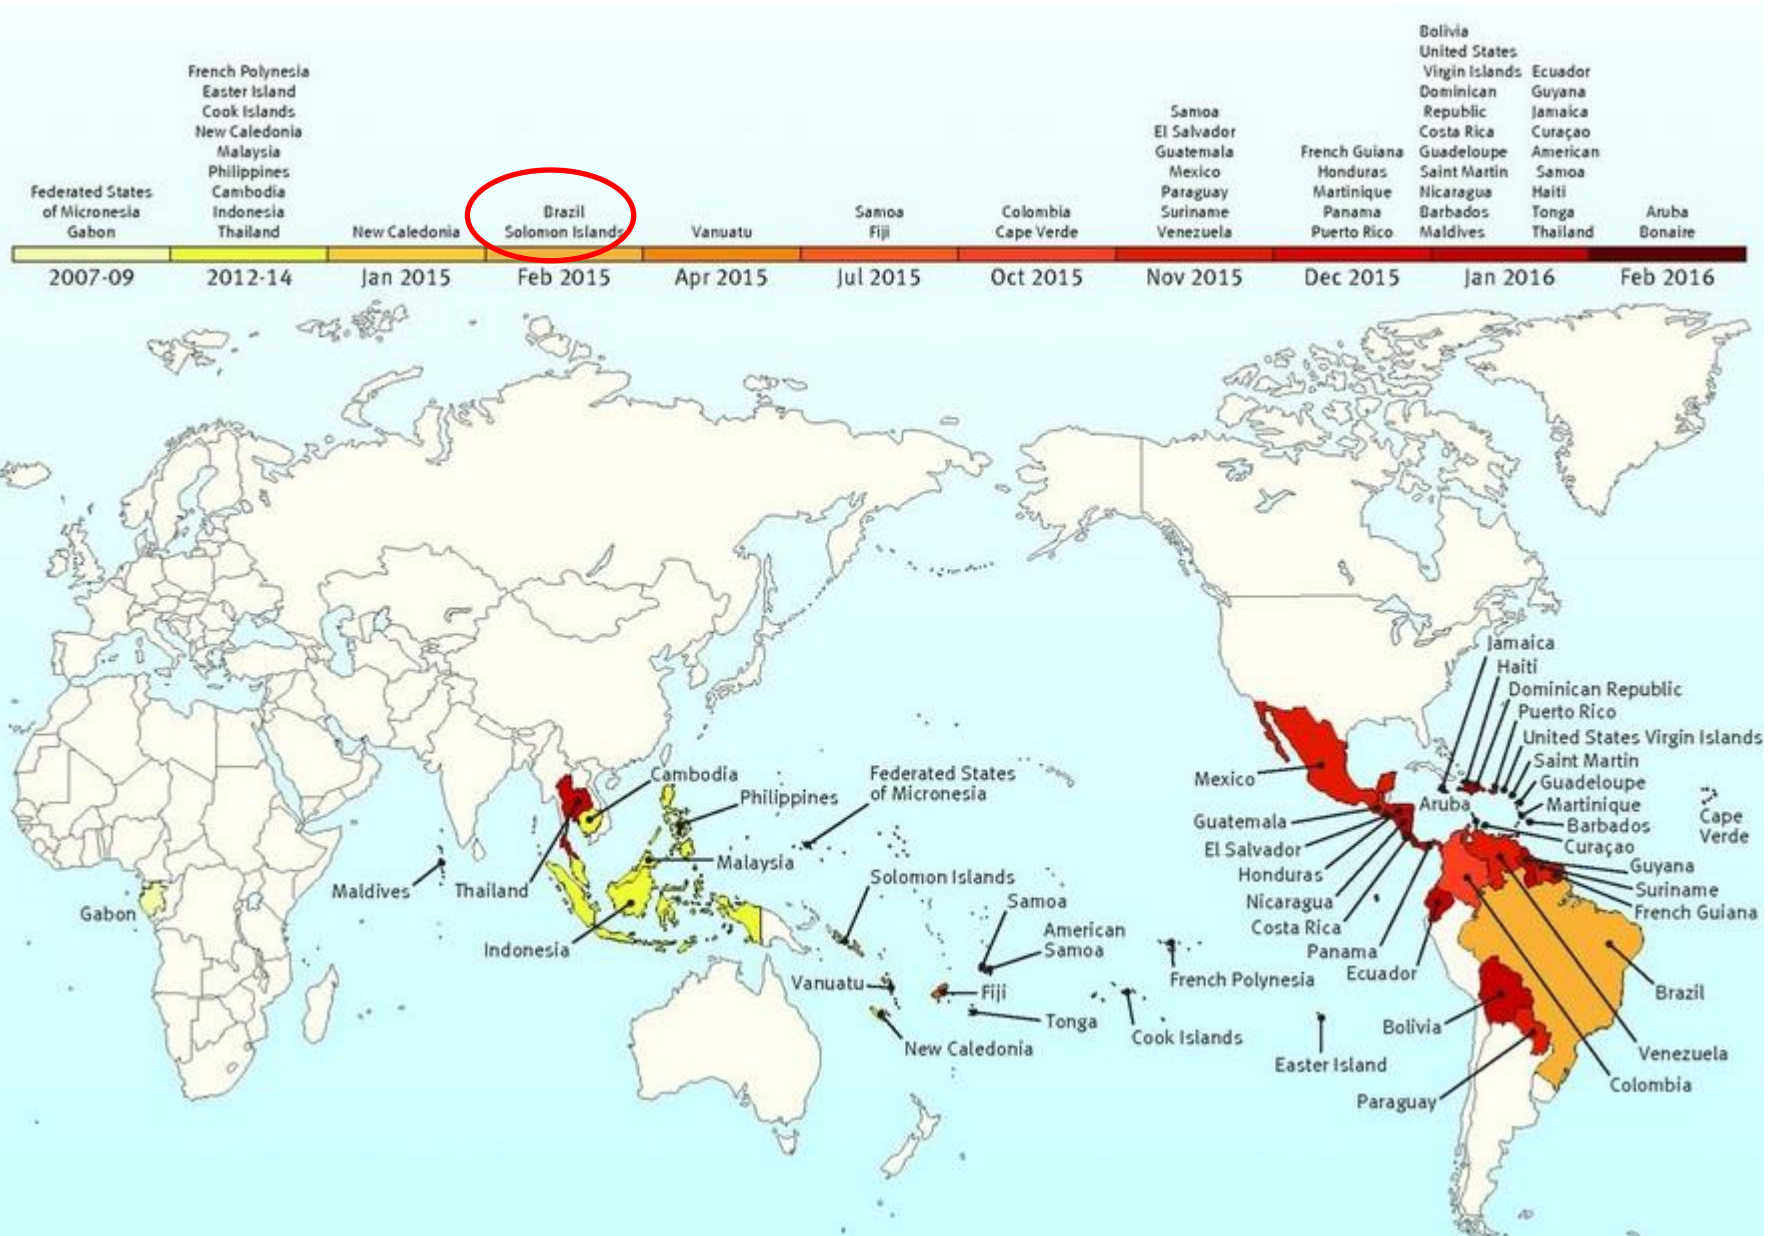 Federated States
of Micronesia
Gabon
French Polynesia
Easter Island
Cook Islands
New Caledonia
Malaysia
Philippines
Cambodia
Indonesia
Thailand
New Caledonia
Brazil
Solomon Islands
Vanuatu
Samoa
Fiji
Colombia
Cape Verde
Samoa
El Salvador
Guatemala
Mexico
Paraguay
Suriname
Venezuela
French Guiana
Honduras
Martinique
Panama
Puerto Rico
Bolivia
United States
Virgin Islands
Dominican
Republic
Costa Rica
Guadeloupe
Saint Martin
Nicaragua
Barbados
Maldives
Ecuador
Guyana
Jamaica
Curaçao
American
Samoa
Haiti
Tonga
Thailand
Aruba
Bonaire
2007-09
2012-14
Jan 2015
Feb 2015
Apr 2015
Jul 2015
Oct 2015
Nov 2015
Dec 2015
Jan 2016
Feb 2016
Jamaica
Haiti
Dominican Republic
Puerto Rico
United States Virgin Islands
Saint Martin
Guadeloupe
Martinique
Barbados
Curaçao
Aruba
Cape
Verde
Guyana
Suriname
French Guiana
Mexico
Guatemala
El Salvador
Honduras
Nicaragua
Costa Rica
Panama
Ecuador
Cambodia
Philippines
Federated States
of Micronesia
Malaysia
Maldives
Thailand
Gabon
Indonesia
Solomon Islands
Samoa
American
Samoa
Vanuatu
Fiji
Tonga
New Caledonia
French Polynesia
Cook Islands
Easter Island
Brazil
Bolivia
Venezuela
Colombia
Paraguay